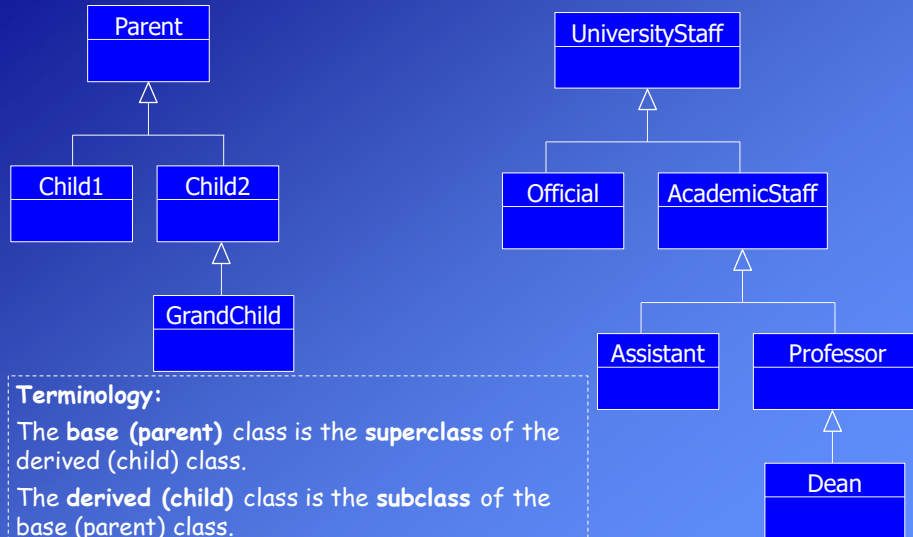 Parent
UniversityStaff
Child1
Child2
Official
AcademicStaff
GrandChild
Assistant
Professor
Dean
Terminology:
The base (parent) class is the superclass of the
derived (child) class.
The derived (child) class is the subclass of the
base (parent) class.